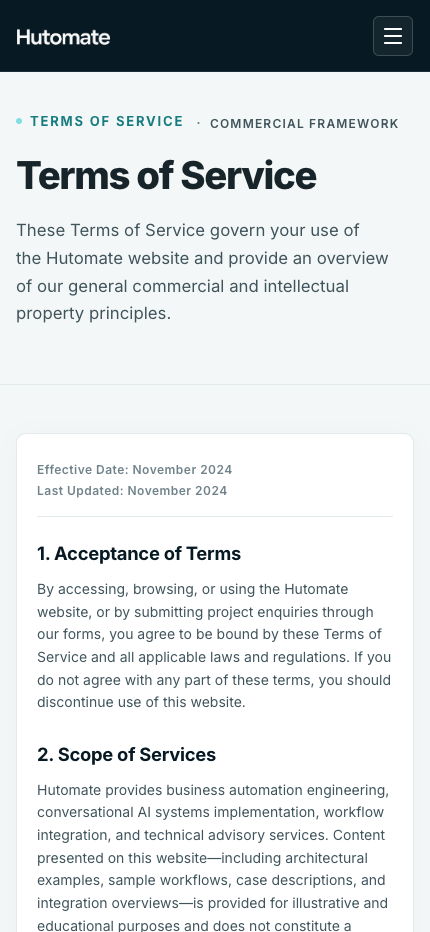 Hutomate
TERMS OF SERVICE · COMMERCIAL FRAMEWORK
Terms of Service
These Terms of Service govern your use of
the Hutomate website and provide an overview
of our general commercial and intellectual
property principles.
Effective Date: November 2024
Last Updated: November 2024
1. Acceptance of Terms
By accessing, browsing, or using the Hutomate
website, or by submitting project enquiries through
our forms, you agree to be bound by these Terms of
Service and all applicable laws and regulations. If you
do not agree with any part of these terms, you should
discontinue use of this website.
2. Scope of Services
Hutomate provides business automation engineering,
conversational AI systems implementation, workflow
integration, and technical advisory services. Content
presented on this website—including architectural
examples, sample workflows, case descriptions, and
integration overviews—is provided for illustrative and
educational purposes and does not constitute a